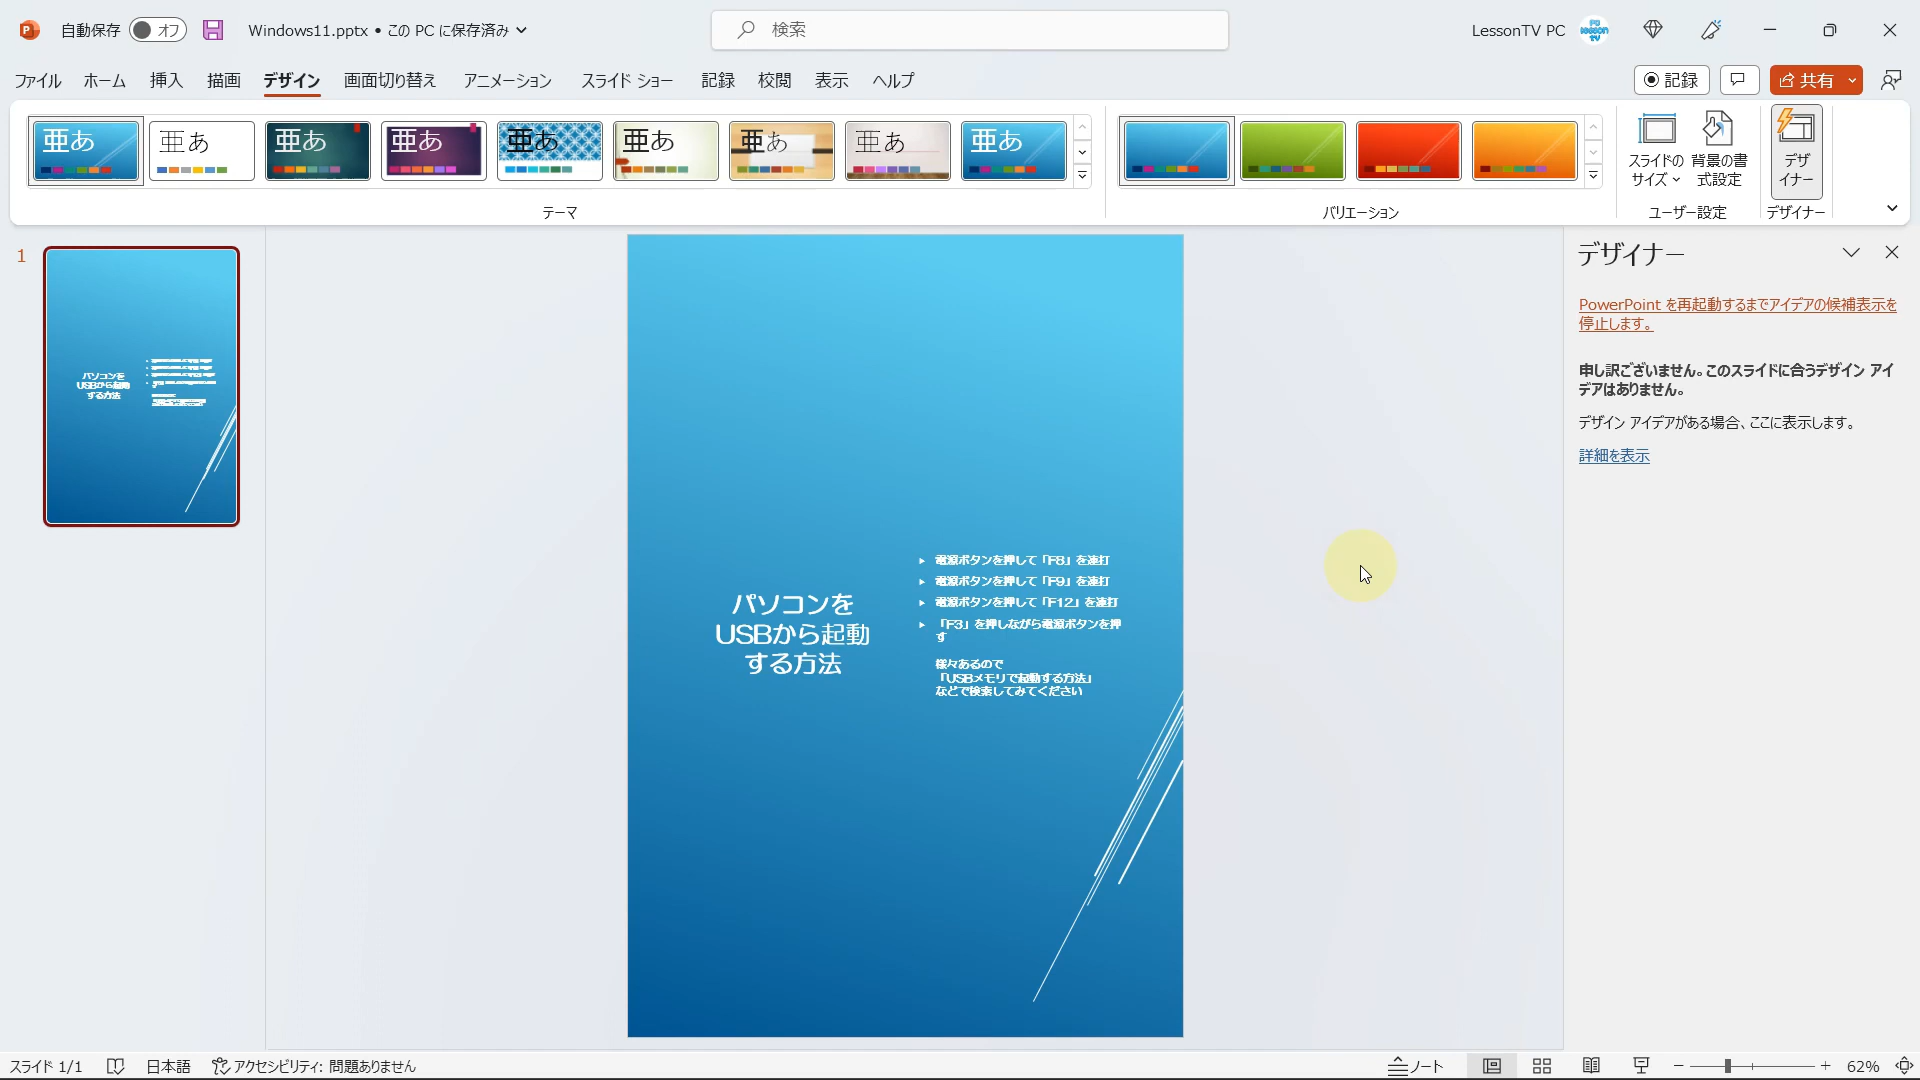 自動保存 オフ Windows11.pptx • この PC に保存済み 検索 LessonTV PC
ファイル ホーム 挿入 描画 デザイン 画面切り替え アニメーション スライド ショー 記録 校閲 表示 ヘルプ 記録 共有
亜あ 亜あ 亜あ 亜あ 亜あ 亜あ 亜あ 亜あ 亜あ
スライドの
サイズ
背景の書
式設定
デザ
イナー
テーマ
バリエーション
ユーザー設定
デザイナー
1
パソコンを
USBから起動
する方法
電源ボタンを押して「F8」を連打
電源ボタンを押して「F9」を連打
電源ボタンを押して「F12」を連打
「F3」を押しながら電源ボタンを押
す
様々あるので
「USBメモリで起動する方法」
などで検索してみてください
デザイナー
PowerPoint を再起動するまでアイデアの候補表示を
停止します。
申し訳ございません。このスライドに合うデザイン アイ
デアはありません。
デザイン アイデアがある場合、ここに表示します。
詳細を表示
スライド 1/1 日本語 アクセシビリティ: 問題ありません ノート 62%